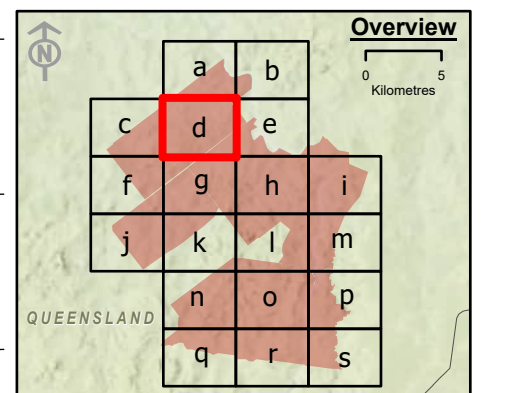 Overview
N
0 5
Kilometres
a b
c d e
f g h i
j k l m
n o p
QUEENSLAND
q r s